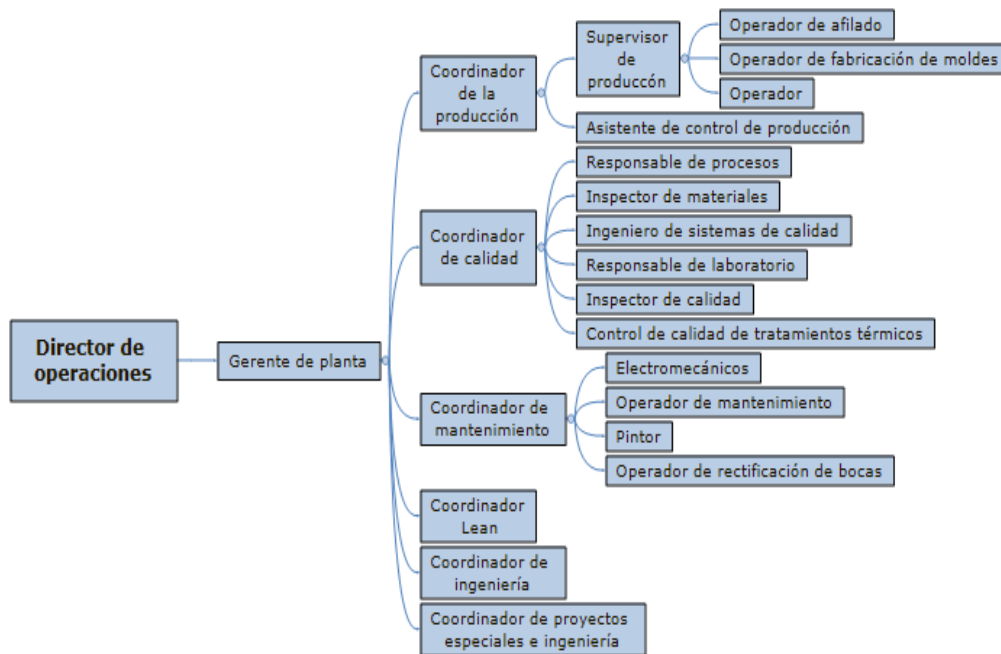 Director de
operaciones
Gerente de planta
Coordinador
de la
producción
Supervisor
de
produccón
Operador de afilado
Operador de fabricación de moldes
Operador
Asistente de control de producción
Coordinador
de calidad
Responsable de procesos
Inspector de materiales
Ingeniero de sistemas de calidad
Responsable de laboratorio
Inspector de calidad
Control de calidad de tratamientos térmicos
Coordinador de
mantenimiento
Electromecánicos
Operador de mantenimiento
Pintor
Operador de rectificación de bocas
Coordinador
Lean
Coordinador de
ingeniería
Coordinador de proyectos
especiales e ingeniería